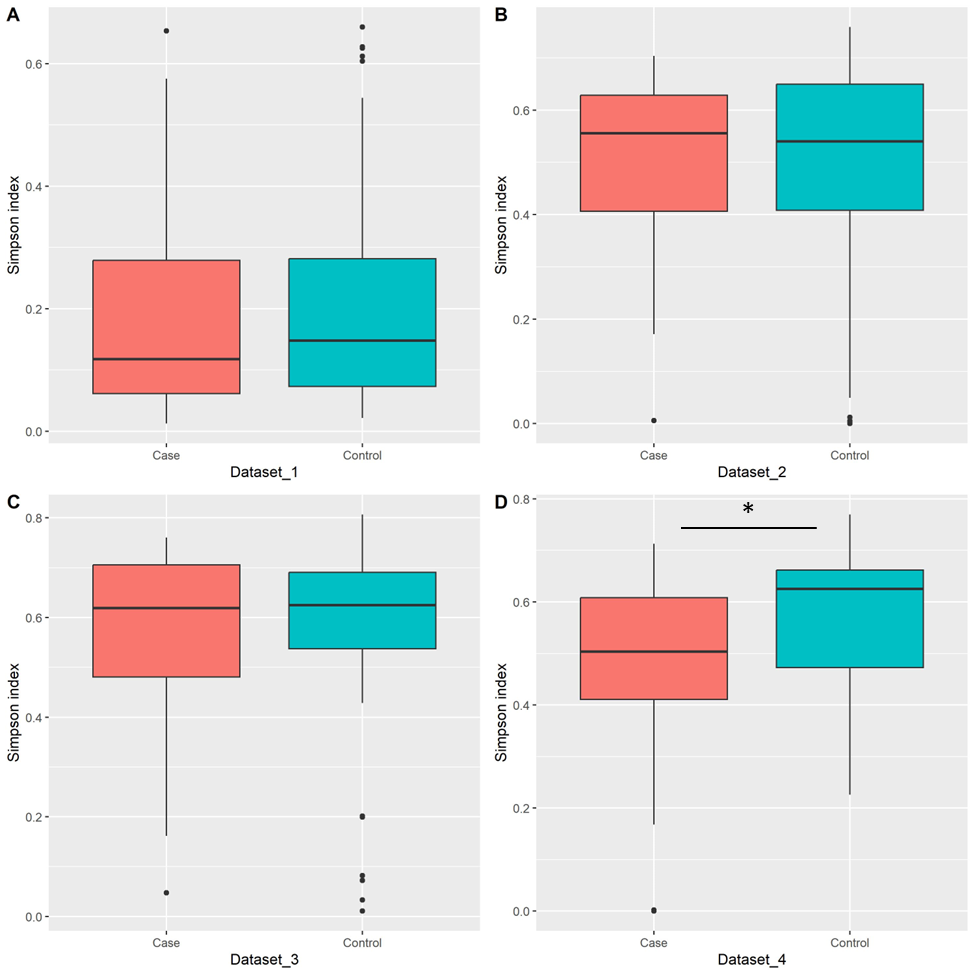 A
Simpson index
0.6
0.4
0.2
0.0
Case
Control
Dataset_1
B
Simpson index
0.6
0.4
0.2
0.0
Case
Control
Dataset_2
C
Simpson index
0.8
0.6
0.4
0.2
0.0
Case
Control
Dataset_3
D
Simpson index
0.8
0.6
0.4
0.2
0.0
*
Case
Control
Dataset_4